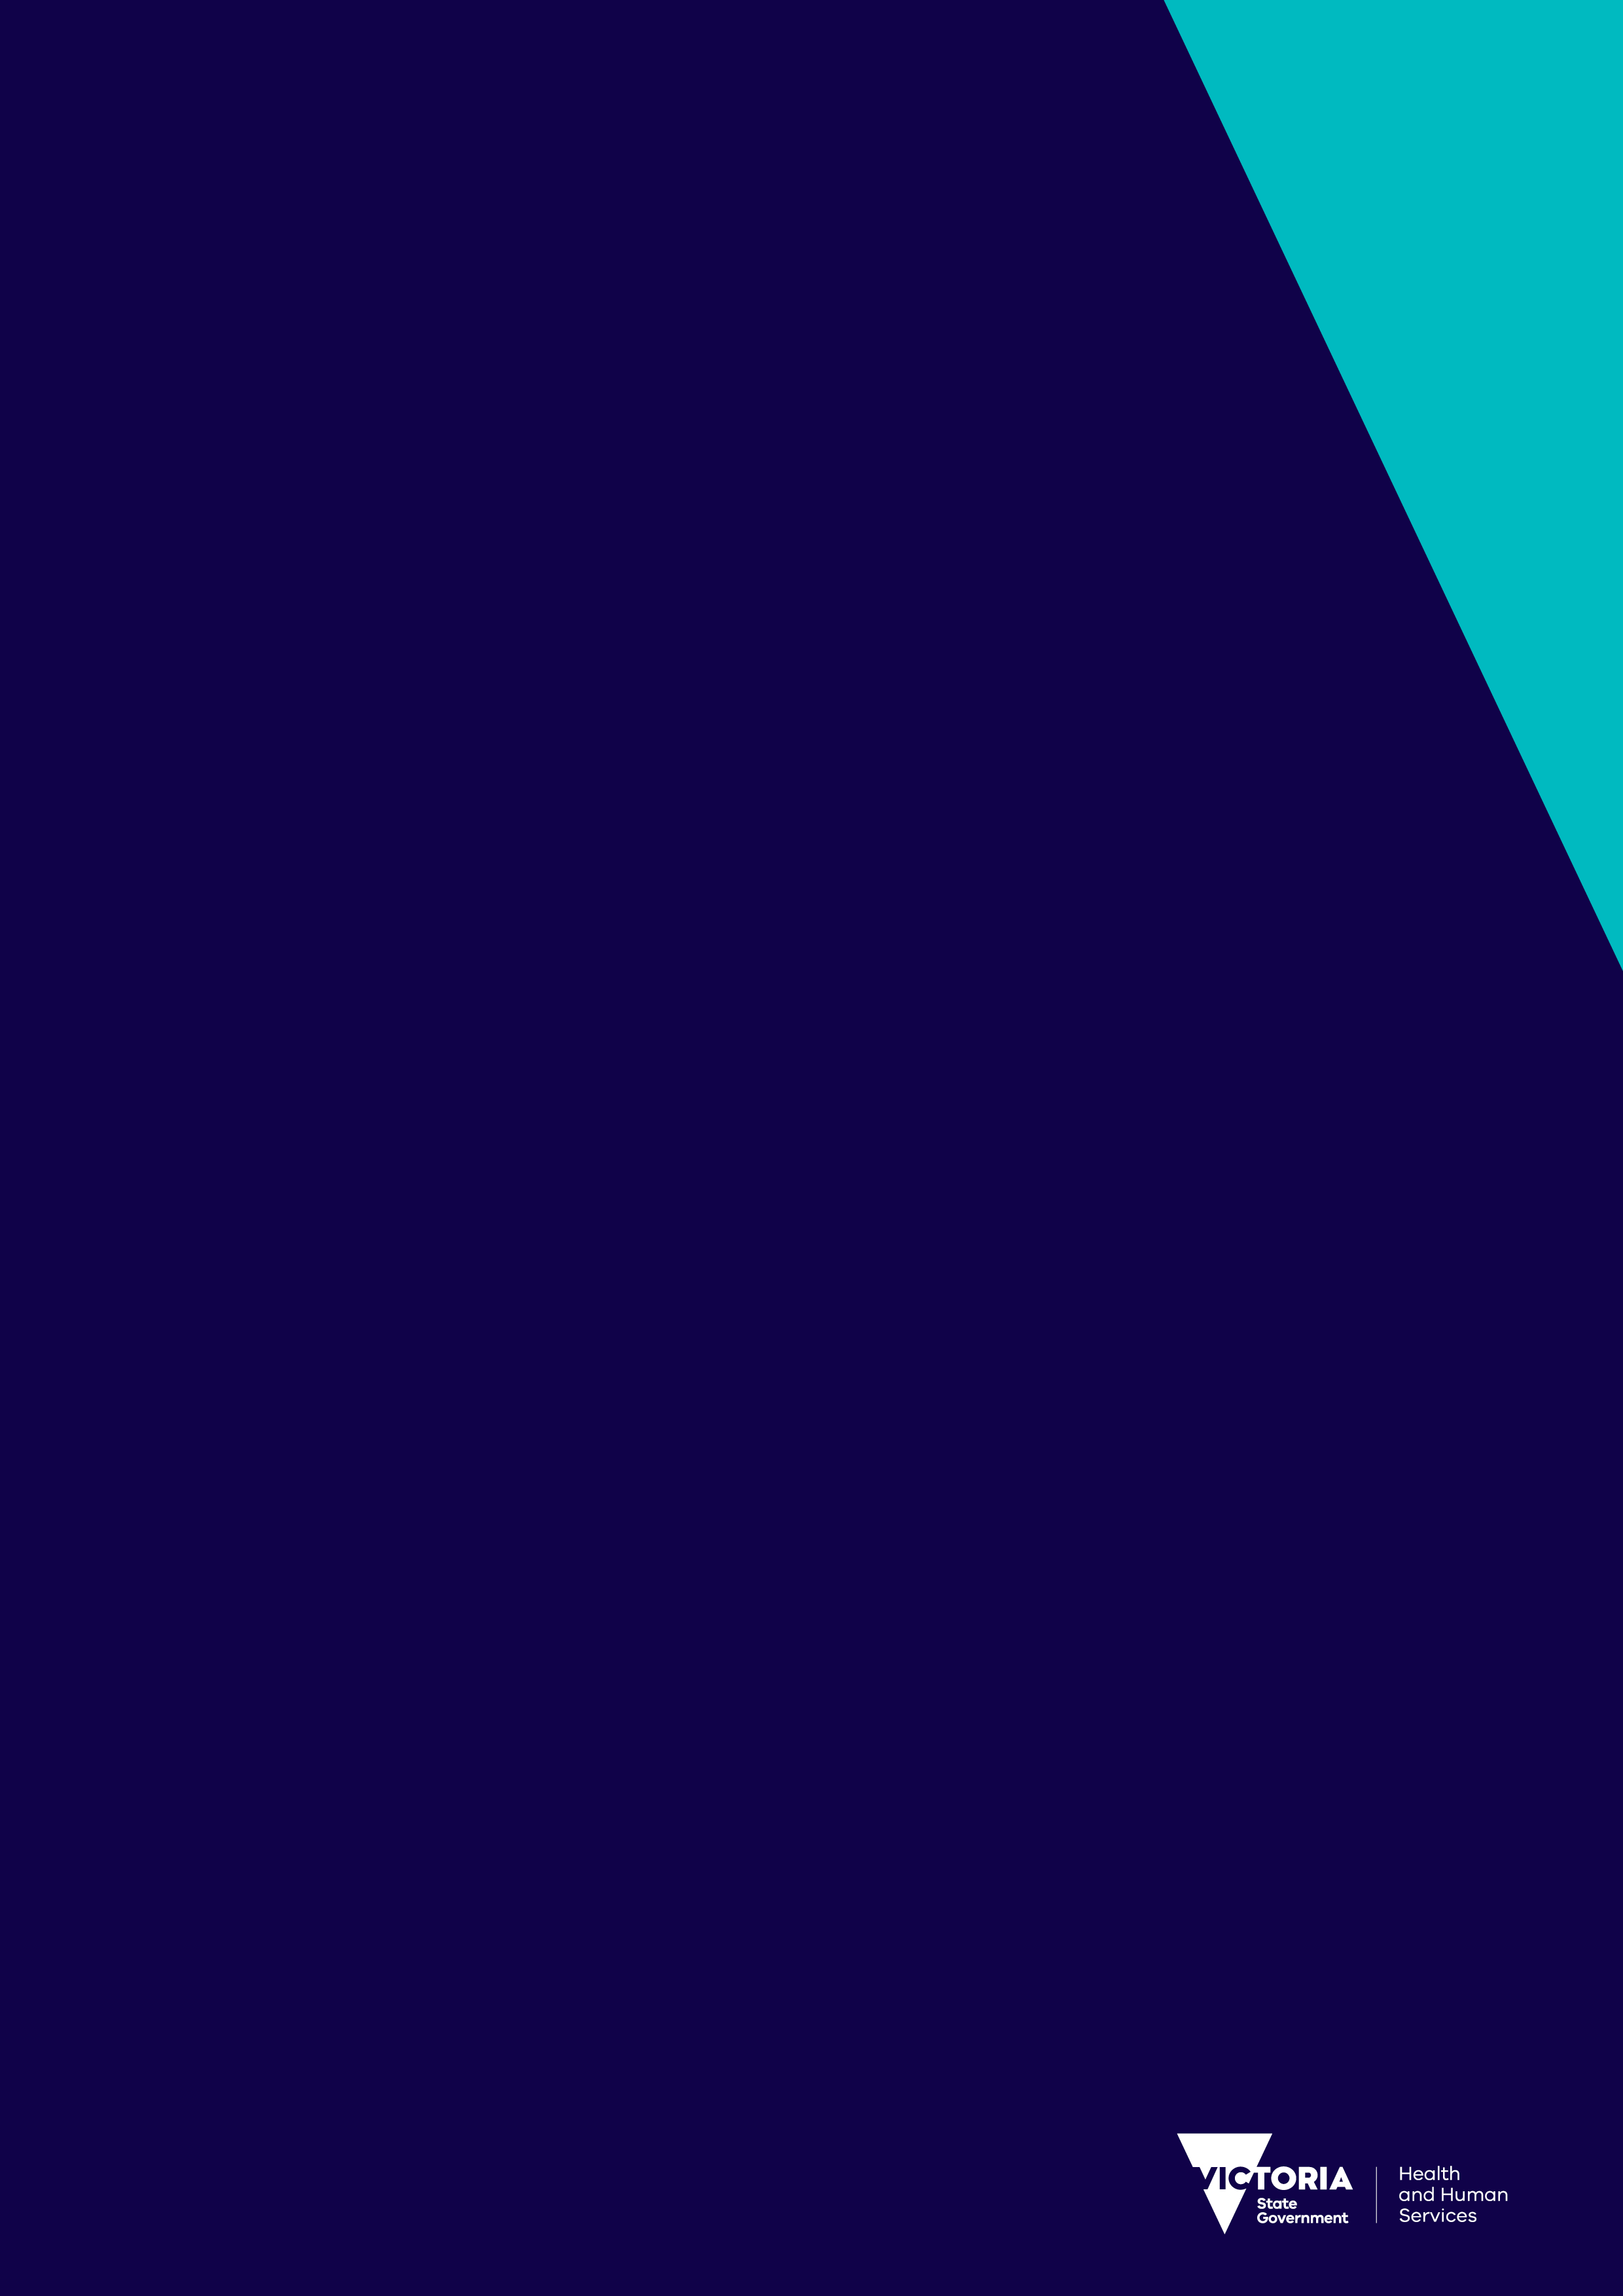 VICTORIA
State
Government
Health
and Human
Services